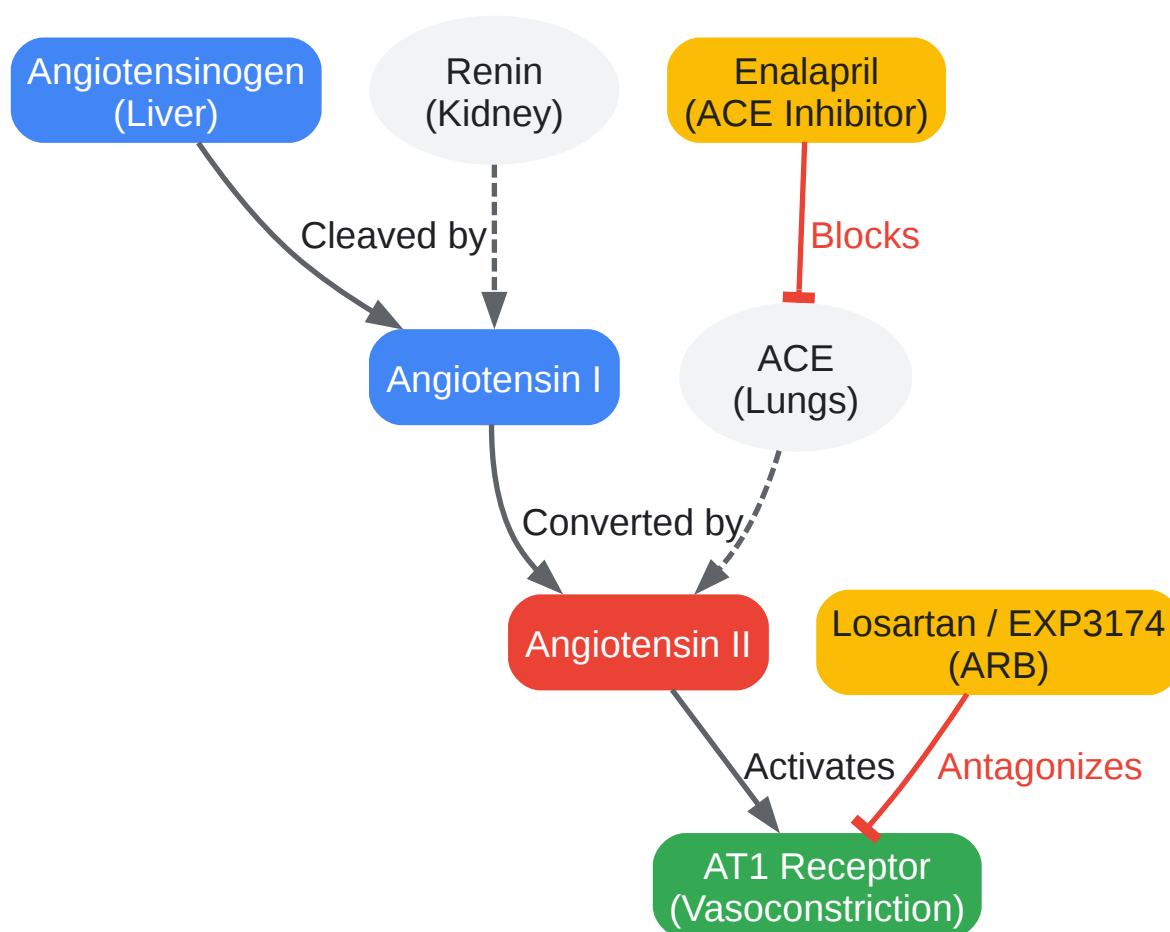 Angiotensinogen
(Liver)
Renin
(Kidney)
Enalapril
(ACE Inhibitor)
Cleaved by
Blocks
Angiotensin I
ACE
(Lungs)
Converted by
Angiotensin II
Losartan / EXP3174
(ARB)
Activates
Antagonizes
AT1 Receptor
(Vasoconstriction)